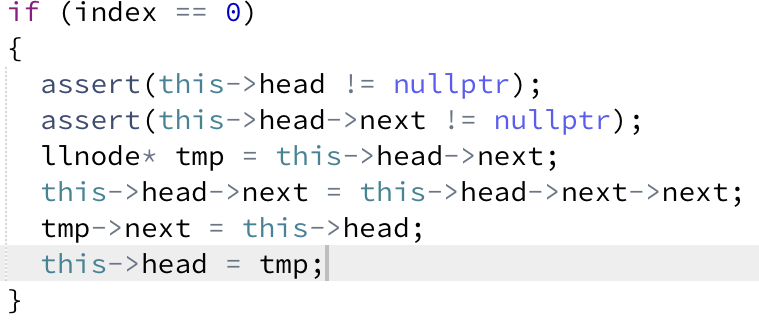 if (index == 0)
{
assert(this->head != nullptr);
assert(this->head->next != nullptr);
llnode* tmp = this->head->next;
this->head->next = this->head->next->next;
tmp->next = this->head;
this->head = tmp;
}